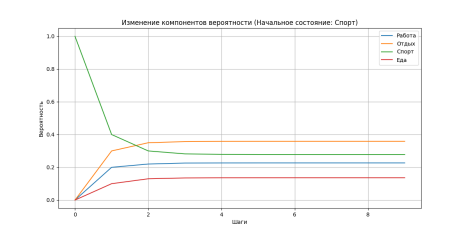 Изменение компонентов вероятности (Начальное состояние: Спорт)
1.0
0.8
0.6
0.4
0.2
0.0
Вероятность
Работа
Отдых
Спорт
Еда
0
2
4
6
8
Шаги